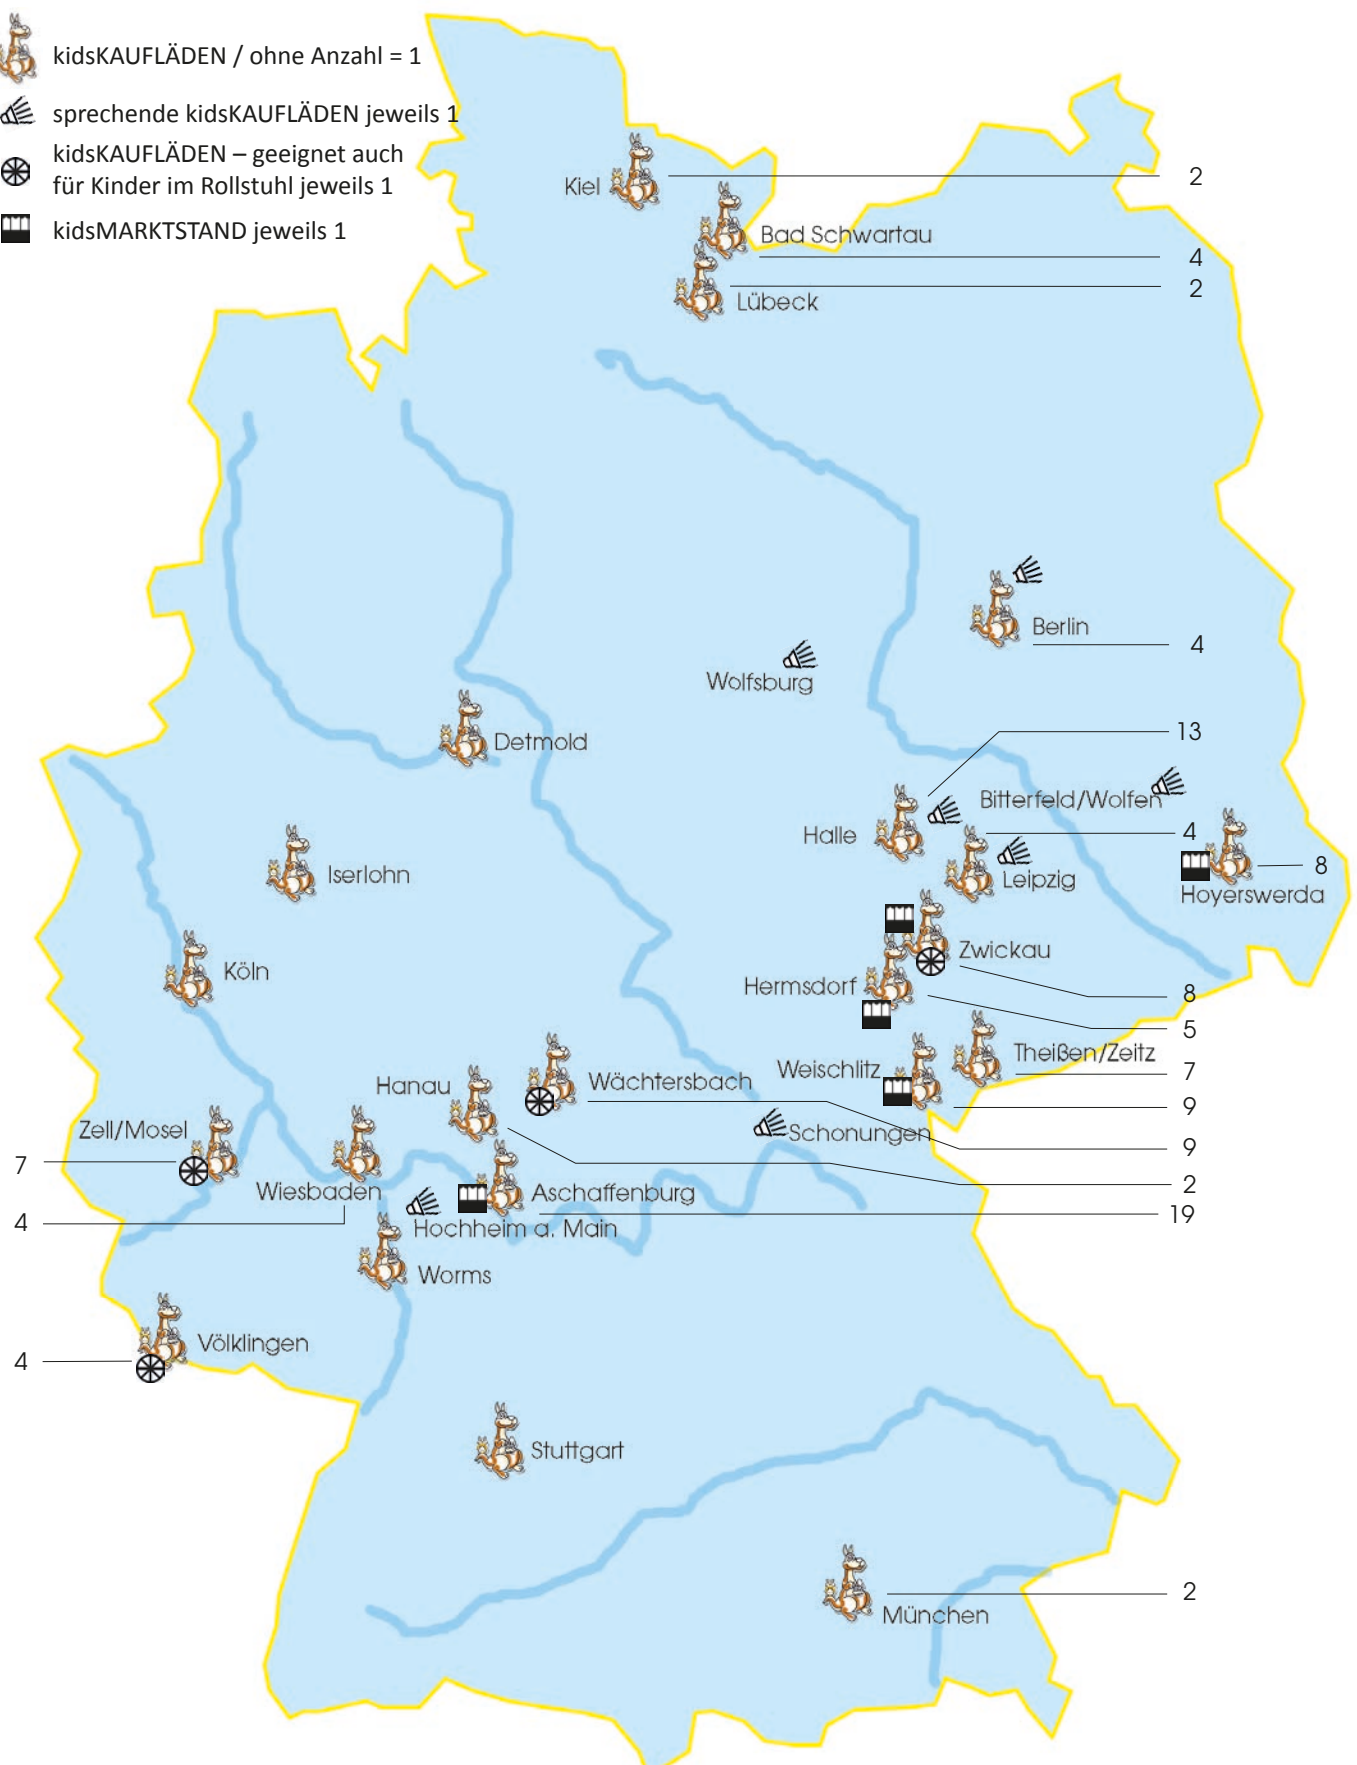 kidsKAUFLÄDEN / ohne Anzahl = 1
sprechende kidsKAUFLÄDEN jeweils 1
kidsKAUFLÄDEN – geeignet auch
für Kinder im Rollstuhl jeweils 1
kidsMARKTSTAND jeweils 1
Kiel
2
Bad Schwartau
4
2
Lübeck
Berlin
4
Wolfsburg
13
Detmold
Bitterfeld/Wolfen
Halle
4
8
Iserlohn
Leipzig
Hoyerswerda
Zwickau
Köln
Hermsdorf
8
5
Theißen/Zeitz
Weischlitz
7
Hanau
Wächtersbach
9
Zell/Mosel
Schonungen
9
7
2
Wiesbaden
Aschaffenburg
19
4
Hochheim a. Main
Worms
Völklingen
4
Stuttgart
2
München